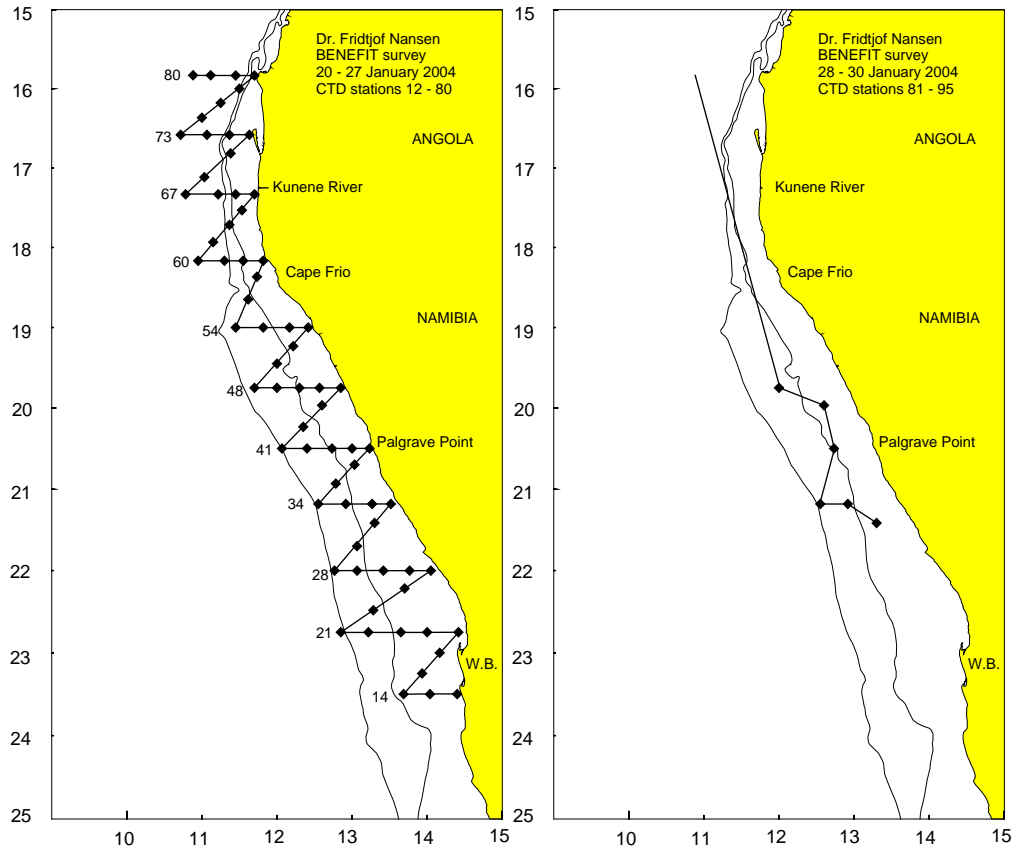 15
16
17
18
19
20
21
22
23
24
25
10
11
12
13
14
15
Dr. Fridtjof Nansen
BENEFIT survey
20 - 27 January 2004
CTD stations 12 - 80
ANGOLA
Kunene River
Cape Frio
NAMIBIA
Palgrave Point
W.B.
80
73
67
60
54
48
41
34
28
21
14
15
16
17
18
19
20
21
22
23
24
25
10
11
12
13
14
15
Dr. Fridtjof Nansen
BENEFIT survey
28 - 30 January 2004
CTD stations 81 - 95
ANGOLA
Kunene River
Cape Frio
NAMIBIA
Palgrave Point
W.B.